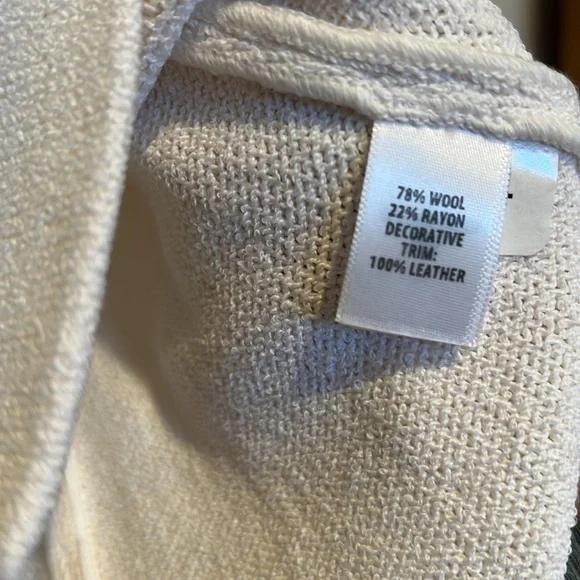 78% WOOL
22% RAYON
DECORATIVE
TRIM:
100% LEATHER